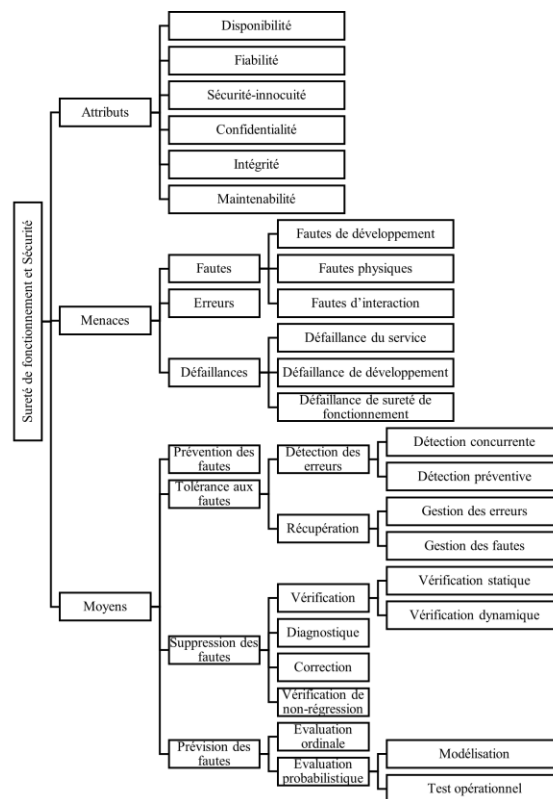 Sureté de fonctionnement et Sécurité
Attributs
Disponibilité
Fiabilité
Sécurité-innocuité
Confidentialité
Intégrité
Maintenabilité
Menaces
Fautes
Fautes de développement
Fautes physiques
Fautes d'interaction
Erreurs
Défaillances
Défaillance du service
Défaillance de développement
Défaillance de sureté de
fonctionnement
Moyens
Prévention des
fautes
Tolérance aux
fautes
Détection des
erreurs
Détection concurrente
Détection préventive
Récupération
Gestion des erreurs
Gestion des fautes
Suppression des
fautes
Vérification
Vérification statique
Vérification dynamique
Diagnostique
Correction
Vérification de
non-régression
Prévision des
fautes
Evaluation
ordinale
Evaluation
probabilistique
Modélisation
Test opérationnel